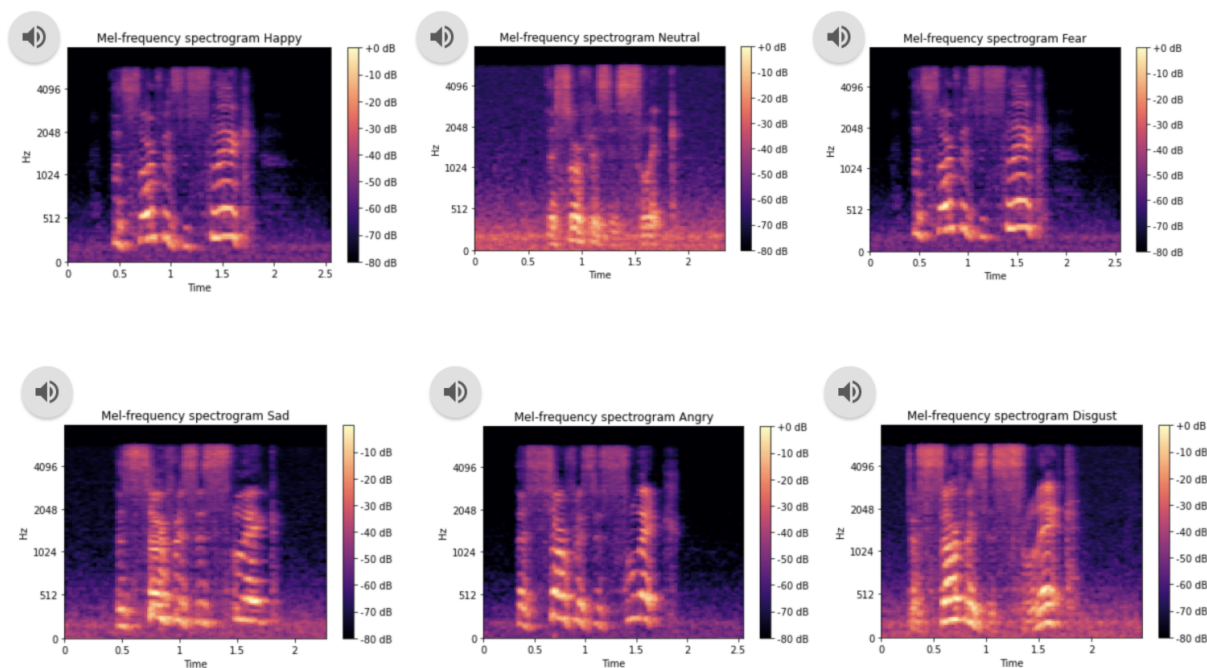 Mel-frequency spectrogram Happy
+0 dB
-10 dB
-20 dB
-30 dB
-40 dB
-50 dB
-60 dB
-70 dB
-80 dB
4096
2048
1024
512
0
Hz
0 0.5 1 1.5 2 2.5
Time
Mel-frequency spectrogram Neutral
+0 dB
-10 dB
-20 dB
-30 dB
-40 dB
-50 dB
-60 dB
-70 dB
-80 dB
4096
2048
1024
512
0
Hz
0 0.5 1 1.5 2
Time
Mel-frequency spectrogram Fear
+0 dB
-10 dB
-20 dB
-30 dB
-40 dB
-50 dB
-60 dB
-70 dB
-80 dB
4096
2048
1024
512
0
Hz
0 0.5 1 1.5 2 2.5
Time
Mel-frequency spectrogram Sad
-10 dB
-20 dB
-30 dB
-40 dB
-50 dB
-60 dB
-70 dB
-80 dB
4096
2048
1024
512
0
Hz
0 0.5 1 1.5 2
Time
Mel-frequency spectrogram Angry
+0 dB
-10 dB
-20 dB
-30 dB
-40 dB
-50 dB
-60 dB
-70 dB
-80 dB
4096
2048
1024
512
0
Hz
0 0.5 1 1.5 2 2.5
Time
Mel-frequency spectrogram Disgust
+0 dB
-10 dB
-20 dB
-30 dB
-40 dB
-50 dB
-60 dB
-70 dB
-80 dB
4096
2048
1024
512
0
Hz
0 0.5 1 1.5 2
Time